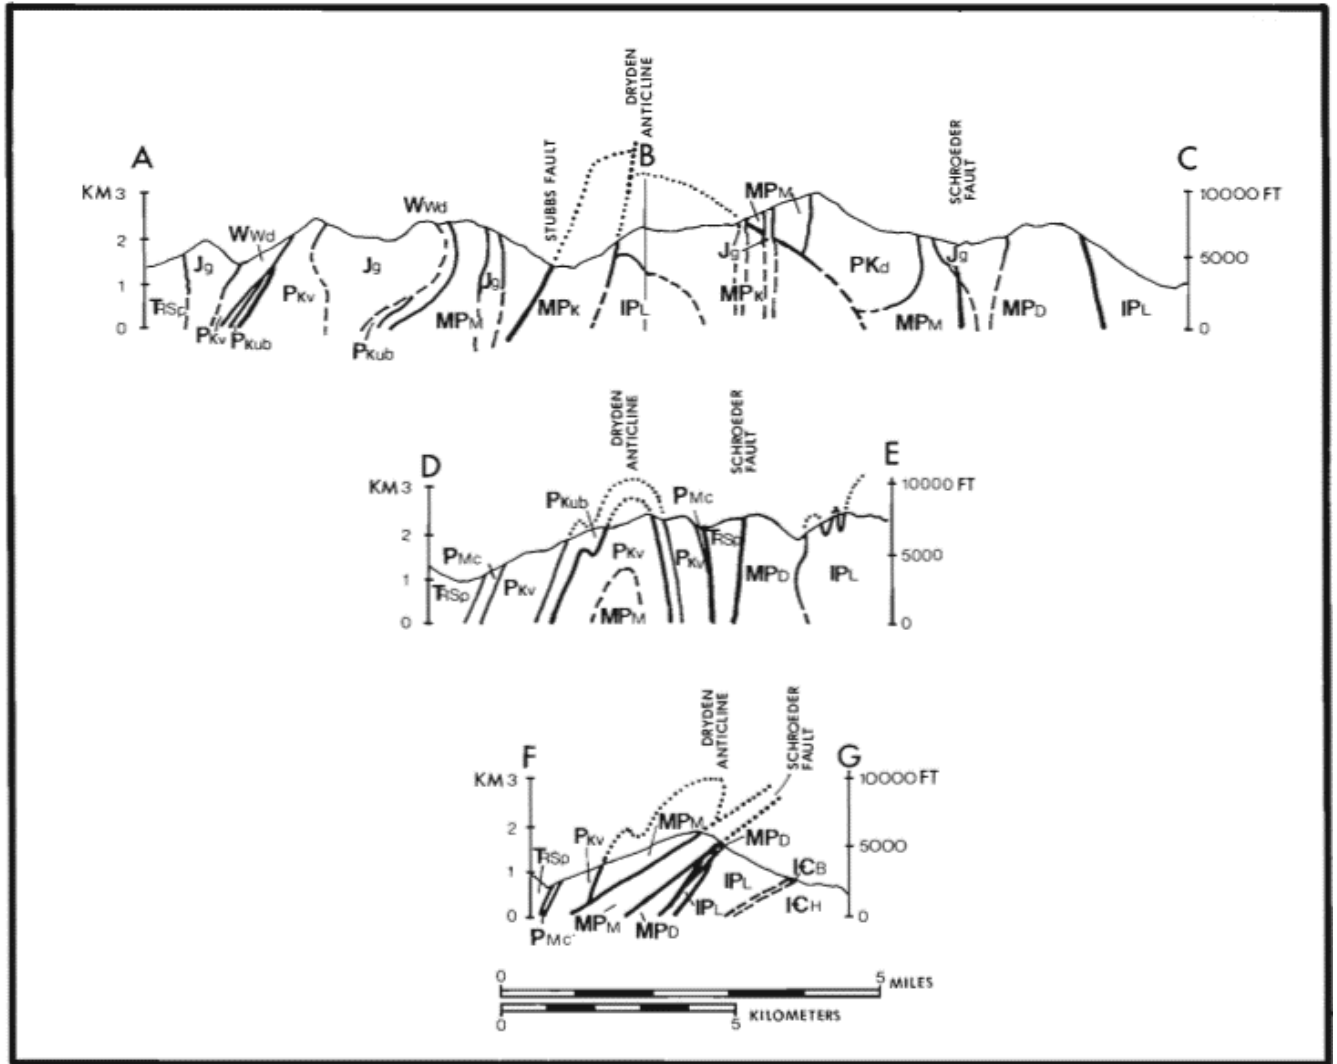 DRYDEN
ANTICLINE
SCHROEDER
FAULT
STUBBS FAULT
A
B
C
KM 3
2
1
0
10000 FT
5000
0
TRSp
Jg
WWd
PKv
PKub
PKv
Jg
WWd
PKub
MPM
Jg
MPK
IPL
Jg
MPK
MPM
PKd
MPM
Jg
MPD
IPL
DRYDEN
ANTICLINE
SCHROEDER
FAULT
D
E
KM 3
2
1
0
10000 FT
5000
0
PMc
TRSp
PKv
PKub
PKv
MPM
PMc
PKv
TRSp
MPD
IPL
DRYDEN
ANTICLINE
SCHROEDER
FAULT
F
G
KM 3
2
1
0
10000 FT
5000
0
TRSp
PKv
MPM
MPD
PMc
MPM
MPD
IPL
IPL
ICB
ICH
0
5
MILES
0
5
KILOMETERS